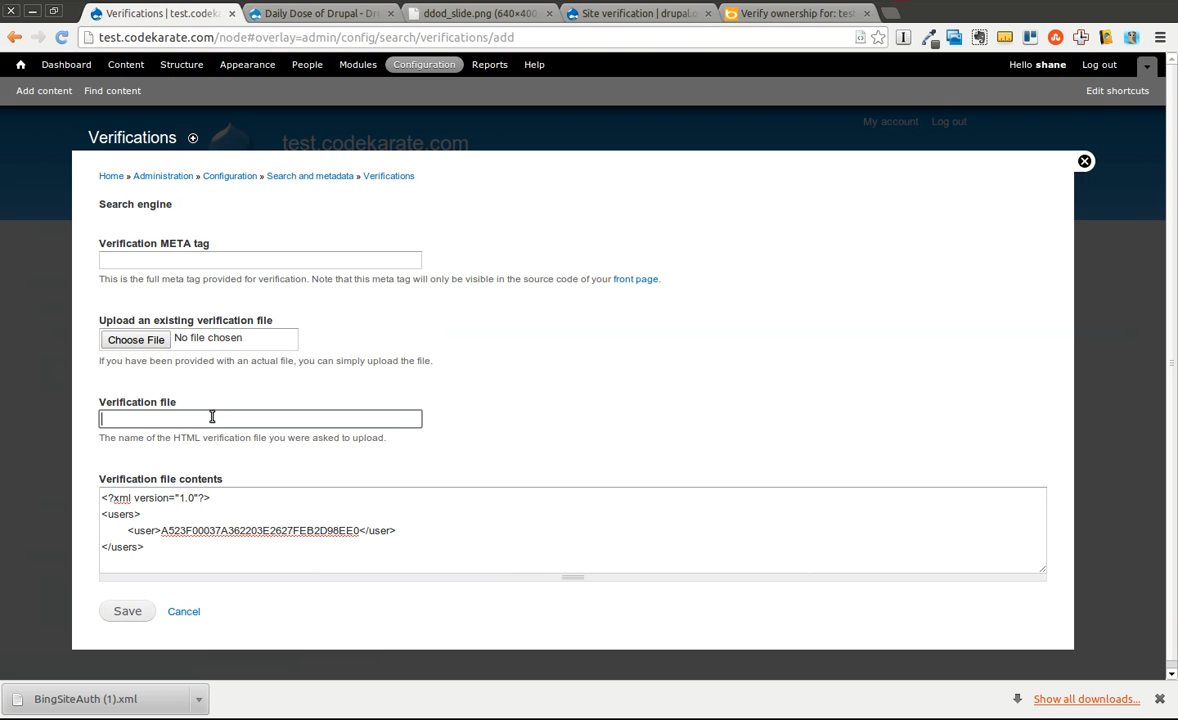 Verifications | test.codeka
Daily Dose of Drupal - Dr
ddod_slide.png (640×400
Site verification | drupal.o
Verify ownership for: test
test.codekarate.com/node#overlay=admin/config/search/verifications/add
Dashboard Content Structure Appearance People Modules Configuration Reports Help Hello shane Log out
Add content Find content Edit shortcuts
My account Log out
Verifications
test.codekarate.com
Home » Administration » Configuration » Search and metadata » Verifications
Search engine
Verification META tag
This is the full meta tag provided for verification. Note that this meta tag will only be visible in the source code of your front page.
Upload an existing verification file
Choose File No file chosen
If you have been provided with an actual file, you can simply upload the file.
Verification file
The name of the HTML verification file you were asked to upload.
Verification file contents
<?xml version="1.0"?>
<users>
<user>A523F00037A362203E2627FEB2D98EE0</user>
</users>
Save Cancel
BingSiteAuth (1).xml Show all downloads...